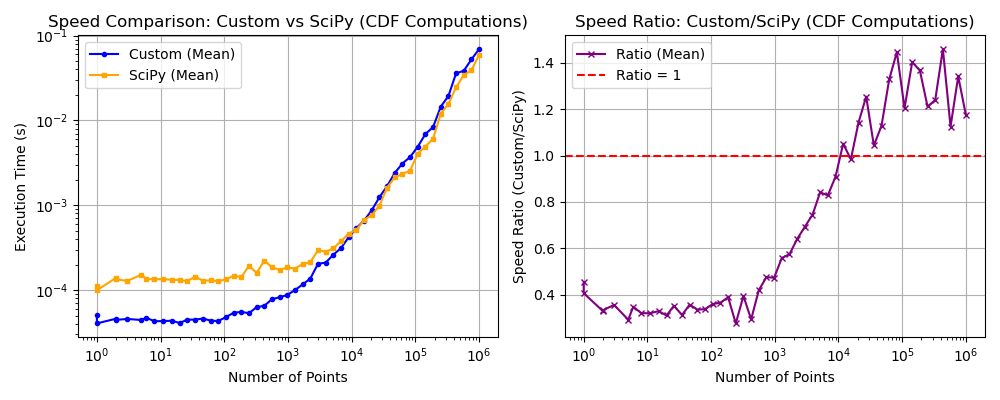 Speed Comparison: Custom vs SciPy (CDF Computations)
Custom (Mean)
SciPy (Mean)
Execution Time (s)
10⁻¹
10⁻²
10⁻³
10⁻⁴
10⁰ 10¹ 10² 10³ 10⁴ 10⁵ 10⁶
Number of Points
Speed Ratio: Custom/SciPy (CDF Computations)
Ratio (Mean)
Ratio = 1
Speed Ratio (Custom/SciPy)
1.4
1.2
1.0
0.8
0.6
0.4
10⁰ 10¹ 10² 10³ 10⁴ 10⁵ 10⁶
Number of Points